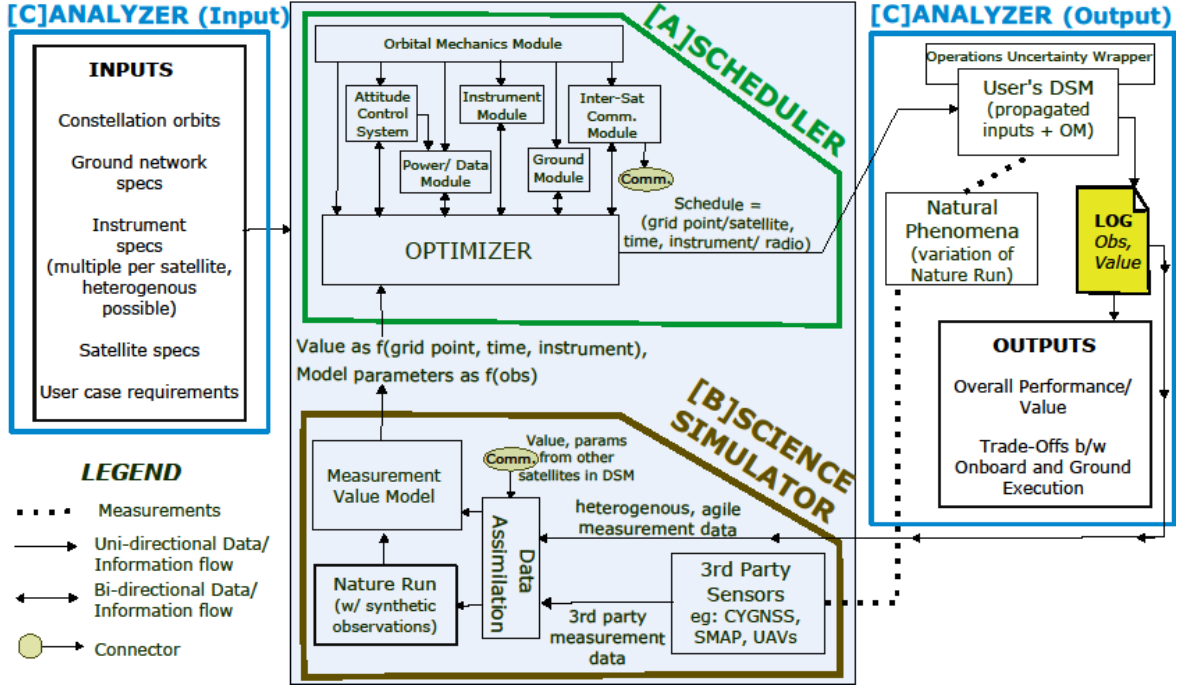 [C]ANALYZER (Input)
INPUTS
Constellation orbits
Ground network
specs
Instrument
specs
(multiple per satellite,
heterogenous
possible)
Satellite specs
User case requirements
LEGEND
Measurements
Uni-directional Data/
Information flow
Bi-directional Data/
Information flow
Connector
[A]SCHEDULER
Orbital Mechanics Module
Attitude
Control
System
Instrument
Module
Inter-Sat
Comm.
Module
Power/ Data
Module
Ground
Module
Comm.
OPTIMIZER
Schedule =
(grid point/satellite,
time, instrument/ radio)
Value as f(grid point, time, instrument),
Model parameters as f(obs)
[B]SCIENCE
SIMULATOR
Measurement
Value Model
Comm.
Value, params
from other
satellites in DSM
Data
Assimilation
Nature Run
(w/ synthetic
observations)
heterogenous, agile
measurement data
3rd party
measurement
data
3rd Party
Sensors
eg: CYGNSS,
SMAP, UAVs
[C]ANALYZER (Output)
Operations Uncertainty Wrapper
User's DSM
(propagated
inputs + OM)
Natural
Phenomena
(variation of
Nature Run)
LOG
Obs,
Value
OUTPUTS
Overall Performance/
Value
Trade-Offs b/w
Onboard and Ground
Execution